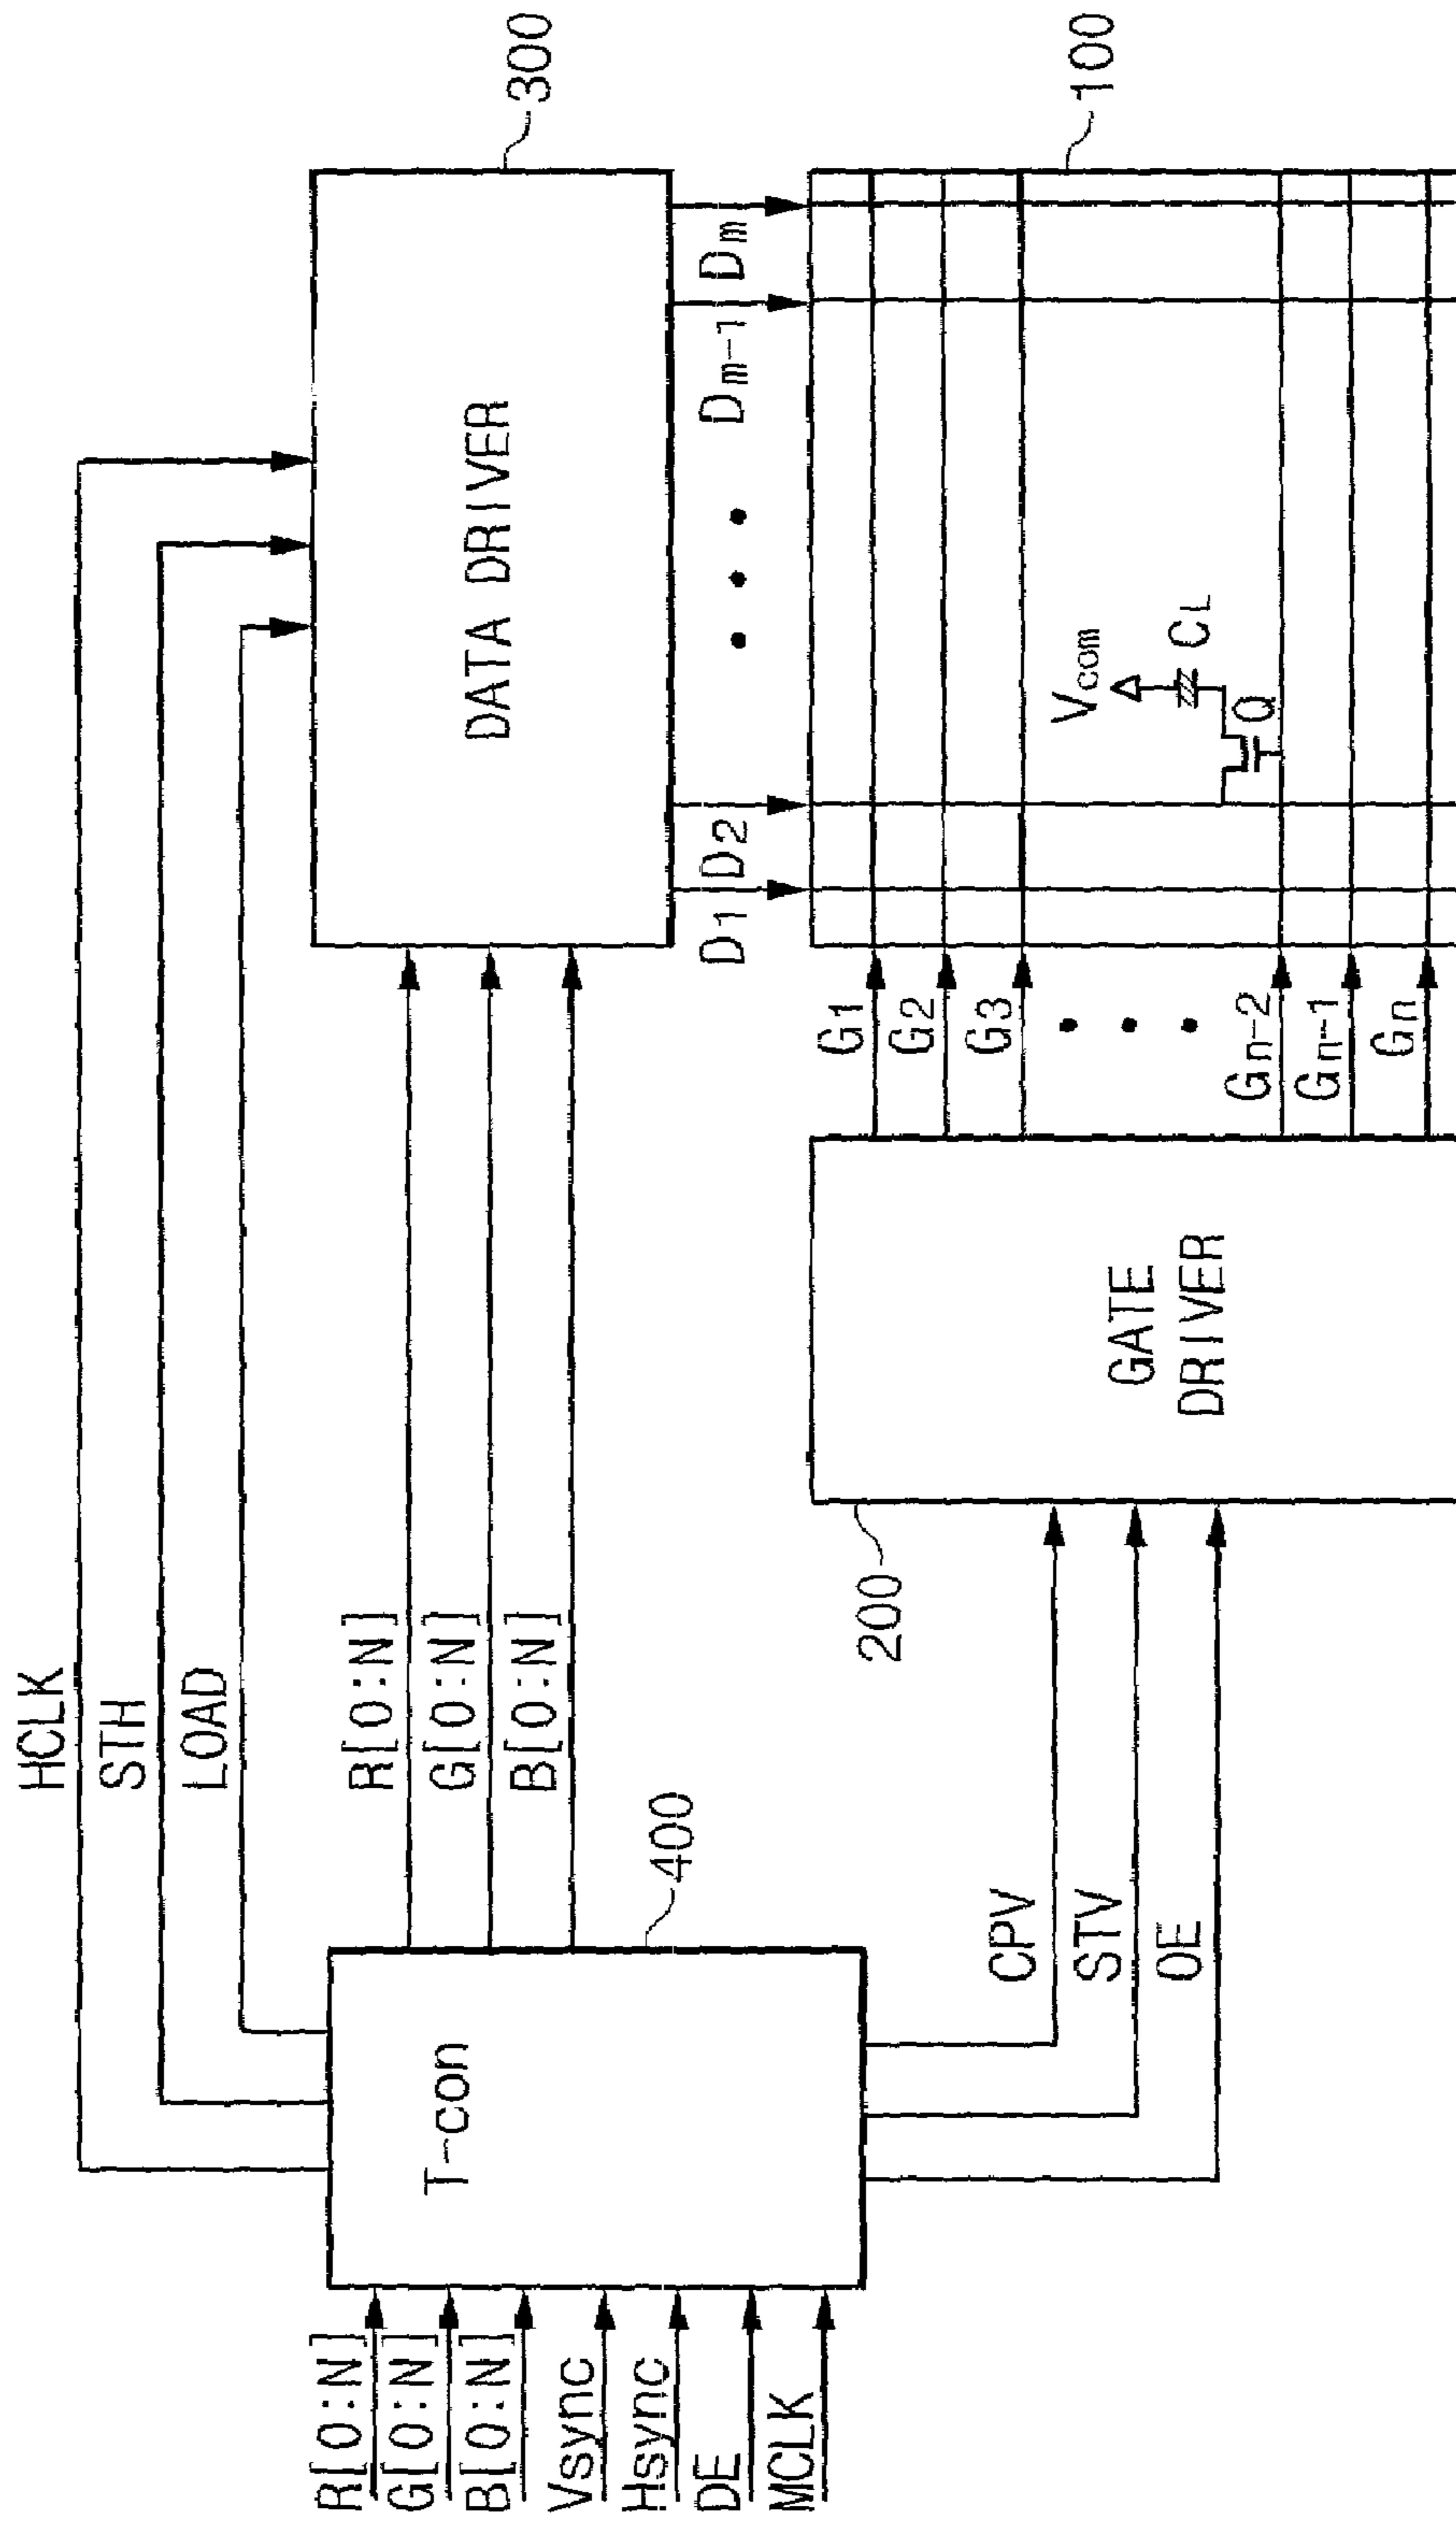 HCLK
STH
LOAD
300
DATA DRIVER
R[0:N]
G[0:N]
B[0:N]
400
T-con
R[0:N]
G[0:N]
B[0:N]
Vsync
Hsync
DE
MCLK
D1
D2
Dm-1
Dm
100
G1
G2
G3
Gn-2
Gn-1
Gn
Vcom
CL
Q
GATE
DRIVER
200
CPV
STV
OE